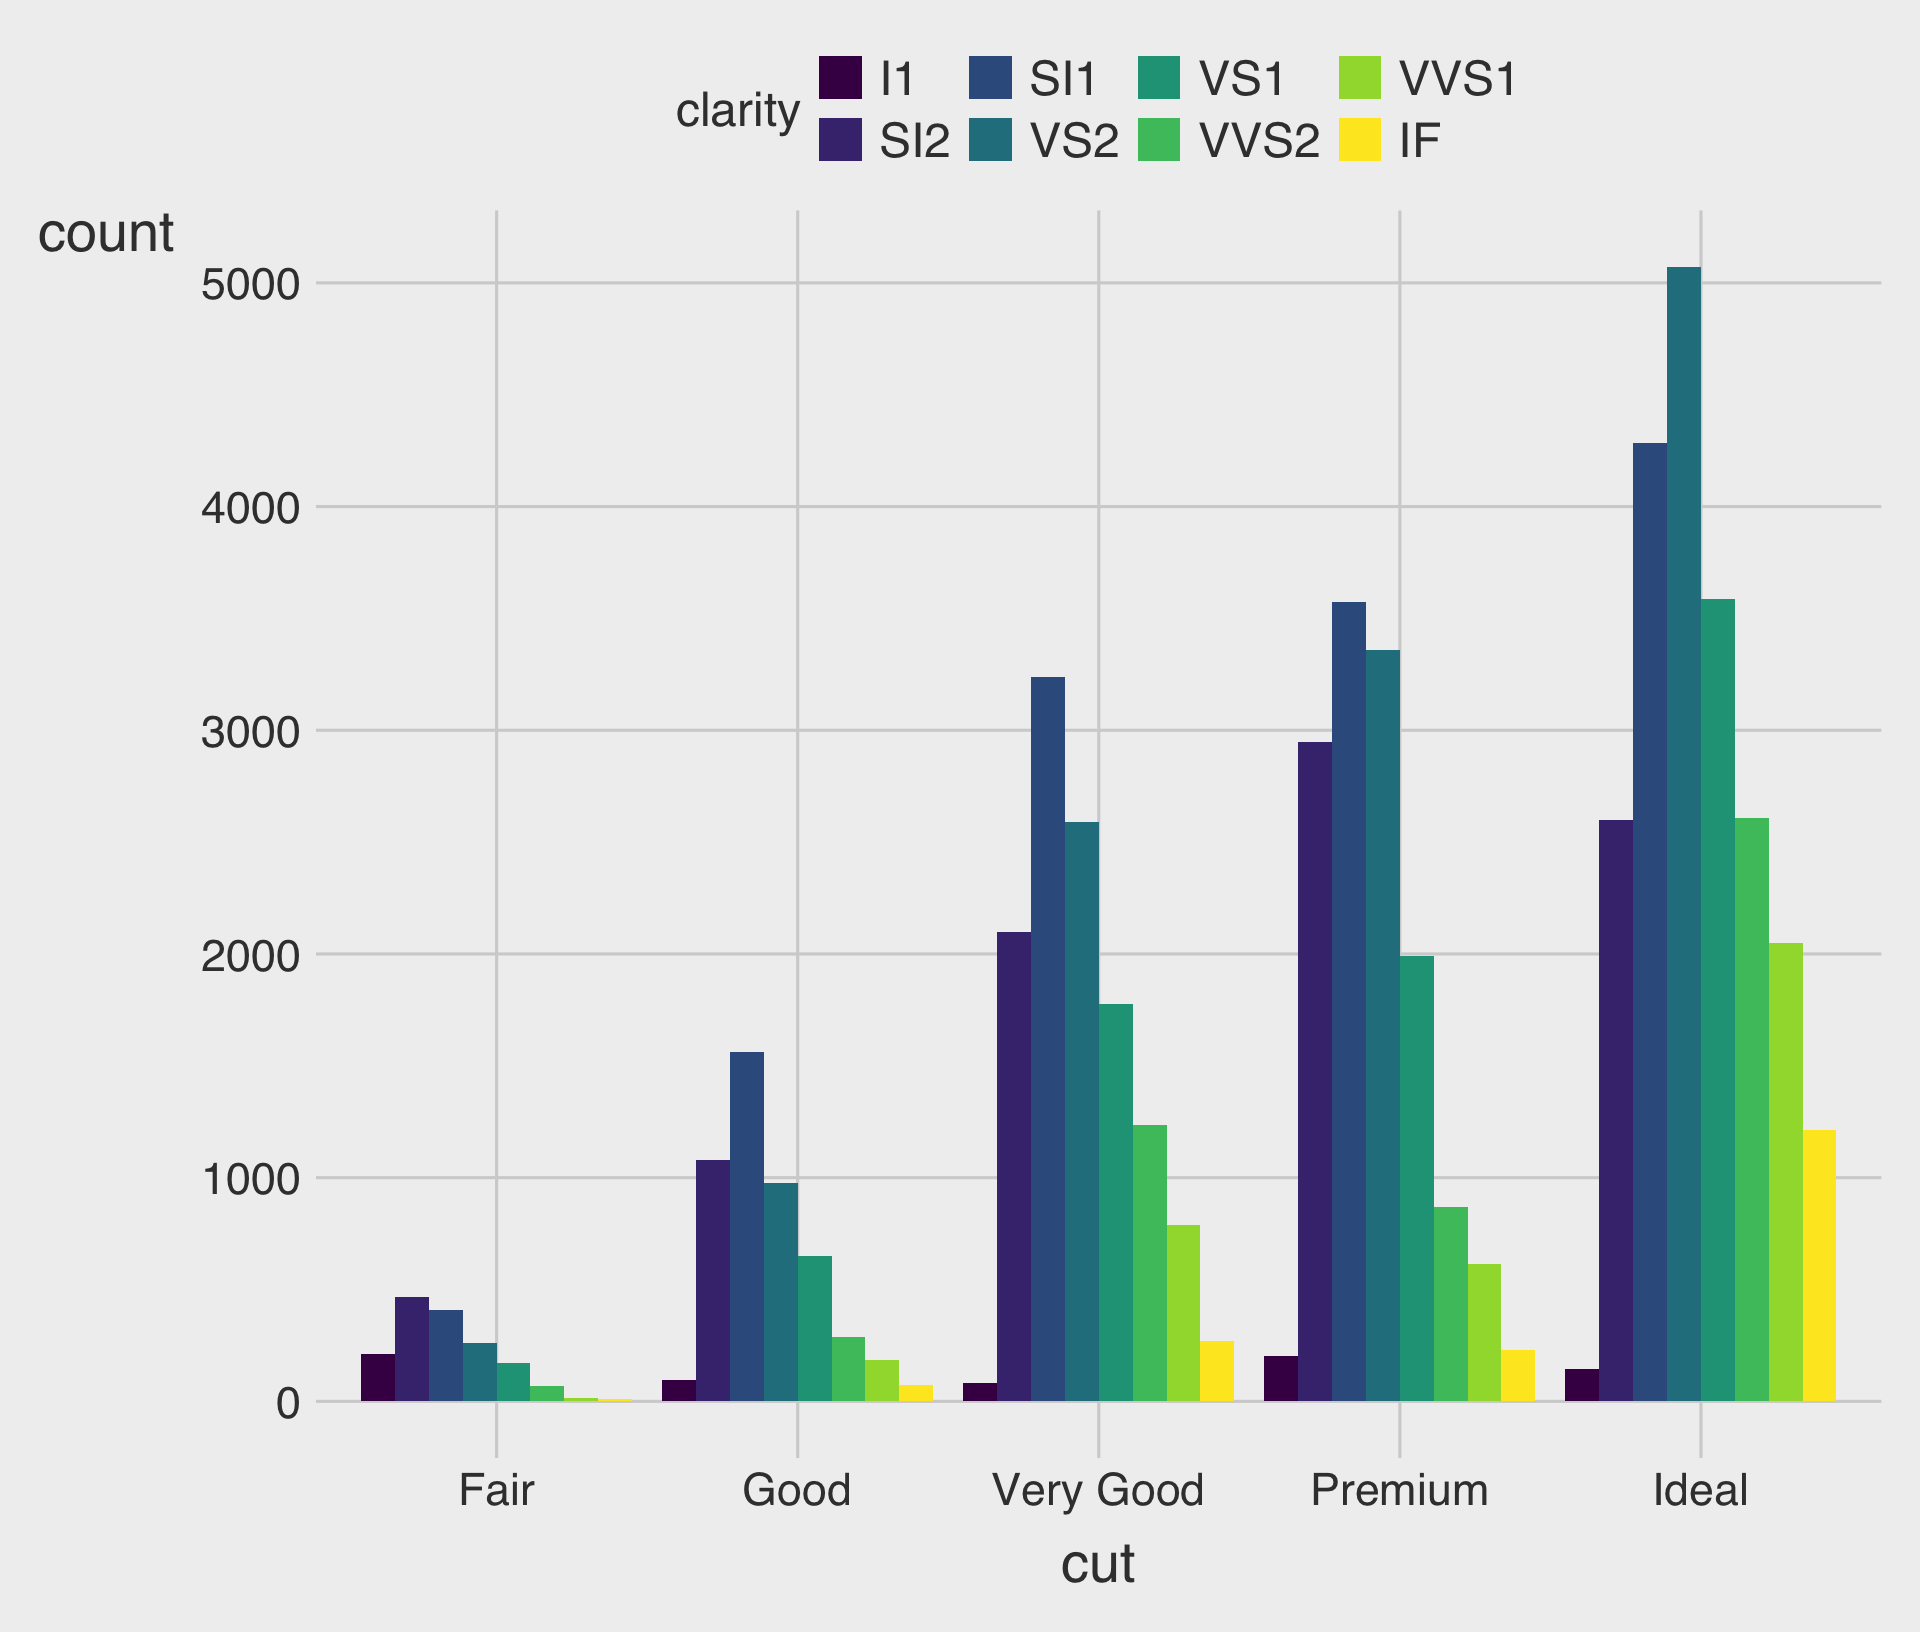 clarity
I1 SI1 VS1 VVS1
SI2 VS2 VVS2 IF
count
5000
4000
3000
2000
1000
0
Fair Good Very Good Premium Ideal
cut